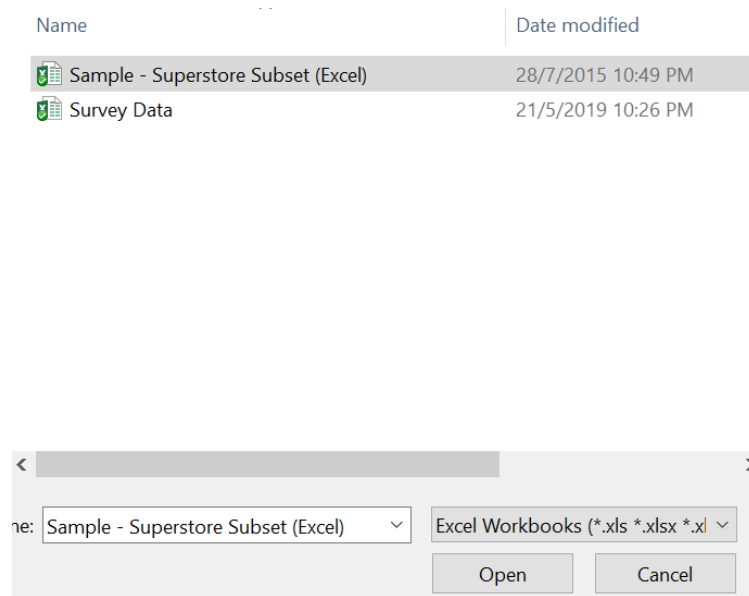 Name Date modified
Sample - Superstore Subset (Excel) 28/7/2015 10:49 PM
Survey Data 21/5/2019 10:26 PM
ne: Sample - Superstore Subset (Excel) Excel Workbooks (*.xls *.xlsx *.xl
Open Cancel